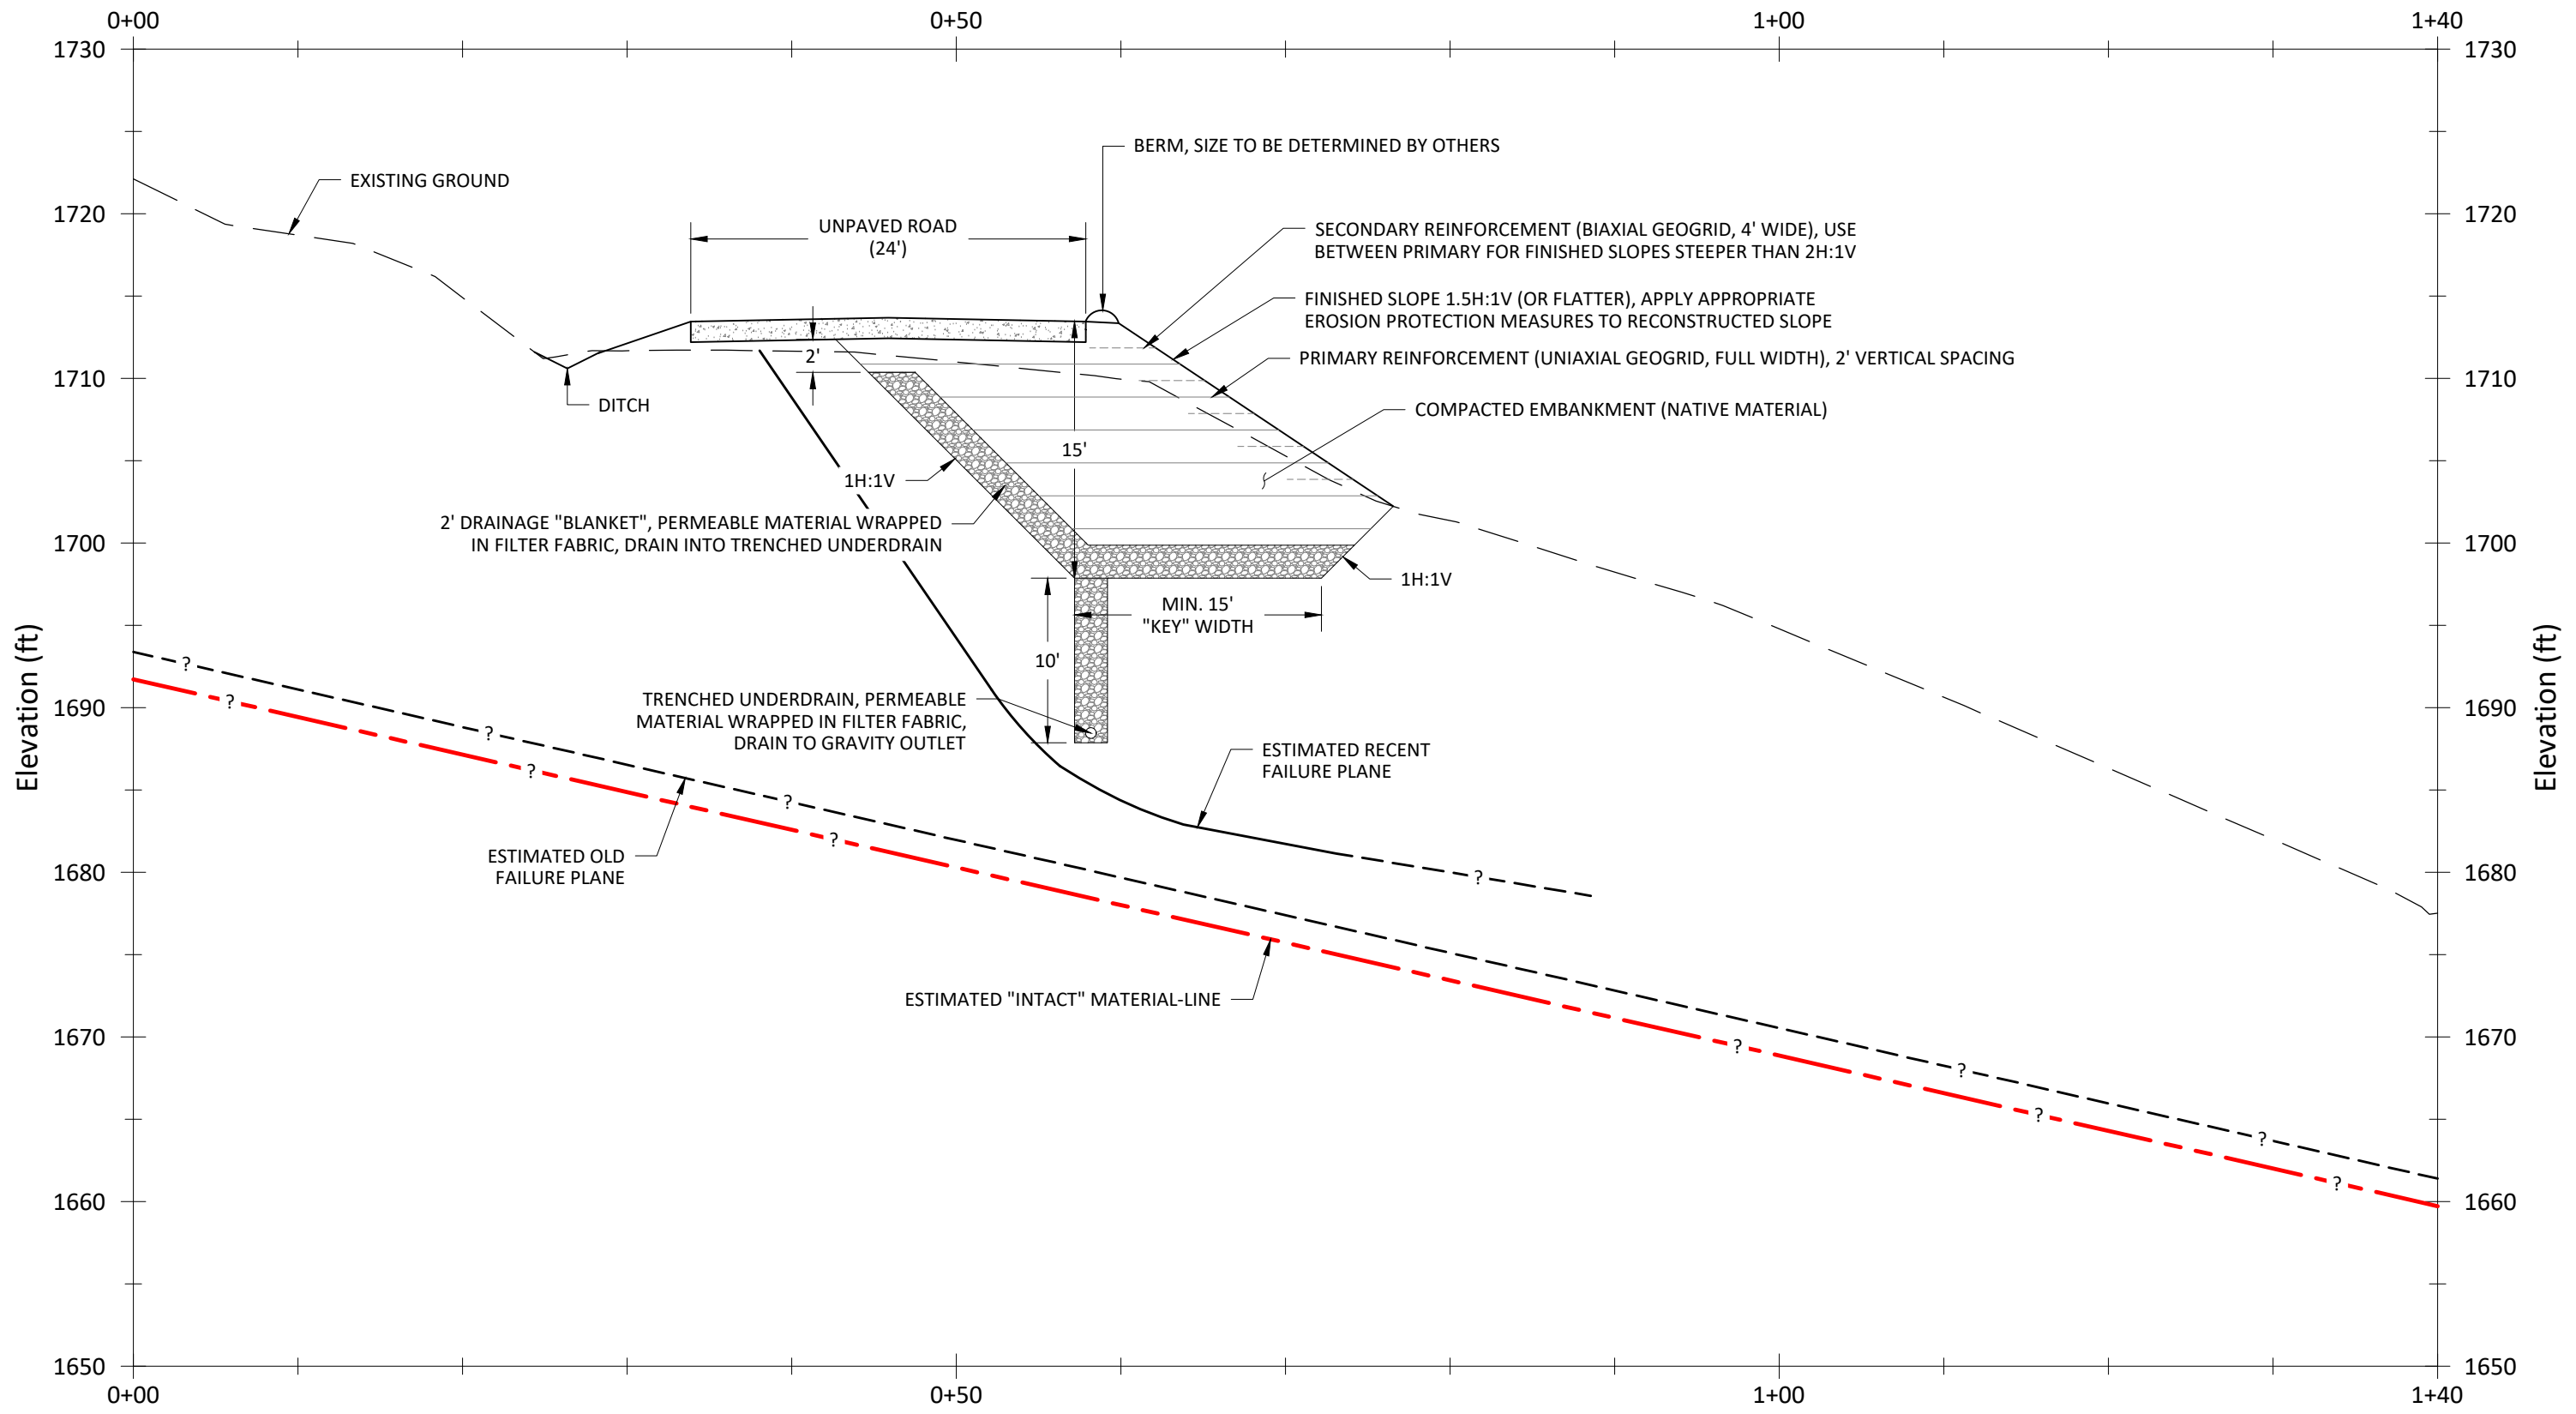 0+00
0+50
1+00
1+40
1730
1730
BERM, SIZE TO BE DETERMINED BY OTHERS
EXISTING GROUND
1720
1720
UNPAVED ROAD
(24')
SECONDARY REINFORCEMENT (BIAXIAL GEOGRID, 4' WIDE), USE
BETWEEN PRIMARY FOR FINISHED SLOPES STEEPER THAN 2H:1V
FINISHED SLOPE 1.5H:1V (OR FLATTER), APPLY APPROPRIATE
EROSION PROTECTION MEASURES TO RECONSTRUCTED SLOPE
2'
PRIMARY REINFORCEMENT (UNIAXIAL GEOGRID, FULL WIDTH), 2' VERTICAL SPACING
1710
1710
DITCH
COMPACTED EMBANKMENT (NATIVE MATERIAL)
15'
1H:1V
2' DRAINAGE "BLANKET", PERMEABLE MATERIAL WRAPPED
IN FILTER FABRIC, DRAIN INTO TRENCHED UNDERDRAIN
1700
1700
1H:1V
MIN. 15'
"KEY" WIDTH
10'
Elevation (ft)
Elevation (ft)
?
?
1690
1690
TRENCHED UNDERDRAIN, PERMEABLE
MATERIAL WRAPPED IN FILTER FABRIC,
DRAIN TO GRAVITY OUTLET
?
?
ESTIMATED RECENT
FAILURE PLANE
?
?
ESTIMATED OLD
FAILURE PLANE
1680
1680
?
ESTIMATED "INTACT" MATERIAL-LINE
1670
1670
?
?
?
?
?
1660
1660
1650
1650
0+00
0+50
1+00
1+40